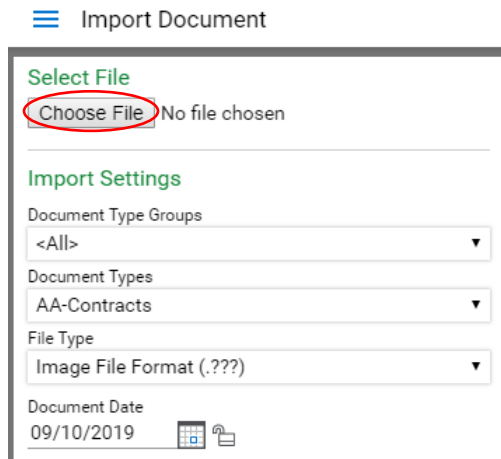 Import Document
Select File
Choose File No file chosen
Import Settings
Document Type Groups
<All>
Document Types
AA-Contracts
File Type
Image File Format (.???)
Document Date
09/10/2019